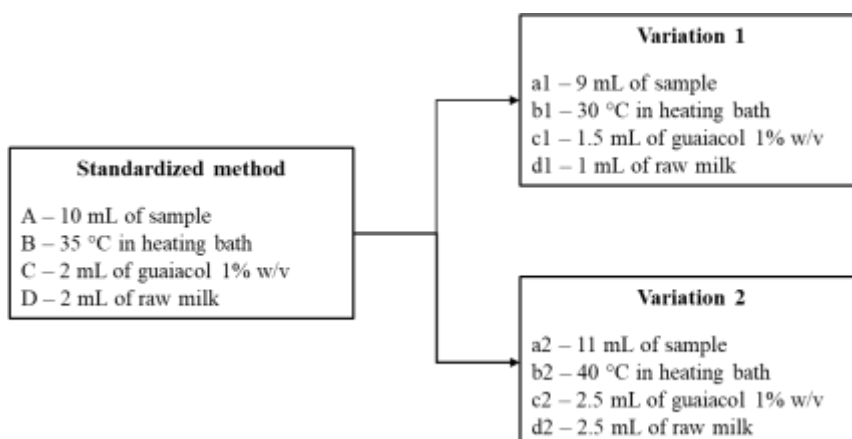 Standardized method
A – 10 mL of sample
B – 35 °C in heating bath
C – 2 mL of guaiacol 1% w/v
D – 2 mL of raw milk
Variation 1
a1 – 9 mL of sample
b1 – 30 °C in heating bath
c1 – 1.5 mL of guaiacol 1% w/v
d1 – 1 mL of raw milk
Variation 2
a2 – 11 mL of sample
b2 – 40 °C in heating bath
c2 – 2.5 mL of guaiacol 1% w/v
d2 – 2.5 mL of raw milk